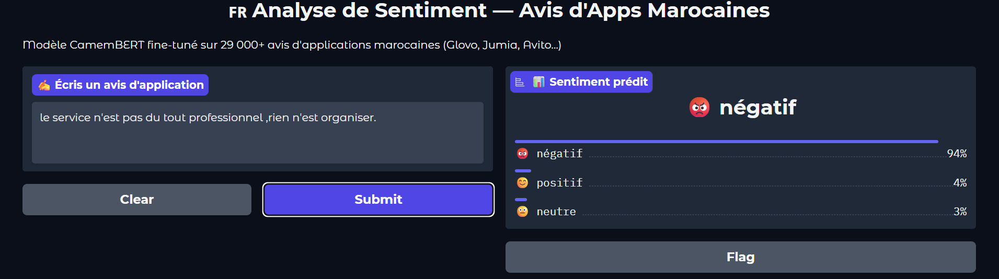 FR Analyse de Sentiment — Avis d'Apps Marocaines
Modèle CamemBERT fine-tuné sur 29 000+ avis d'applications marocaines (Glovo, Jumia, Avito...)
✍️ Écris un avis d'application
le service n'est pas du tout professionnel ,rien n'est organiser.
Clear
Submit
📊 Sentiment prédit
😡 négatif
😡 négatif 94%
😊 positif 4%
😐 neutre 3%
Flag